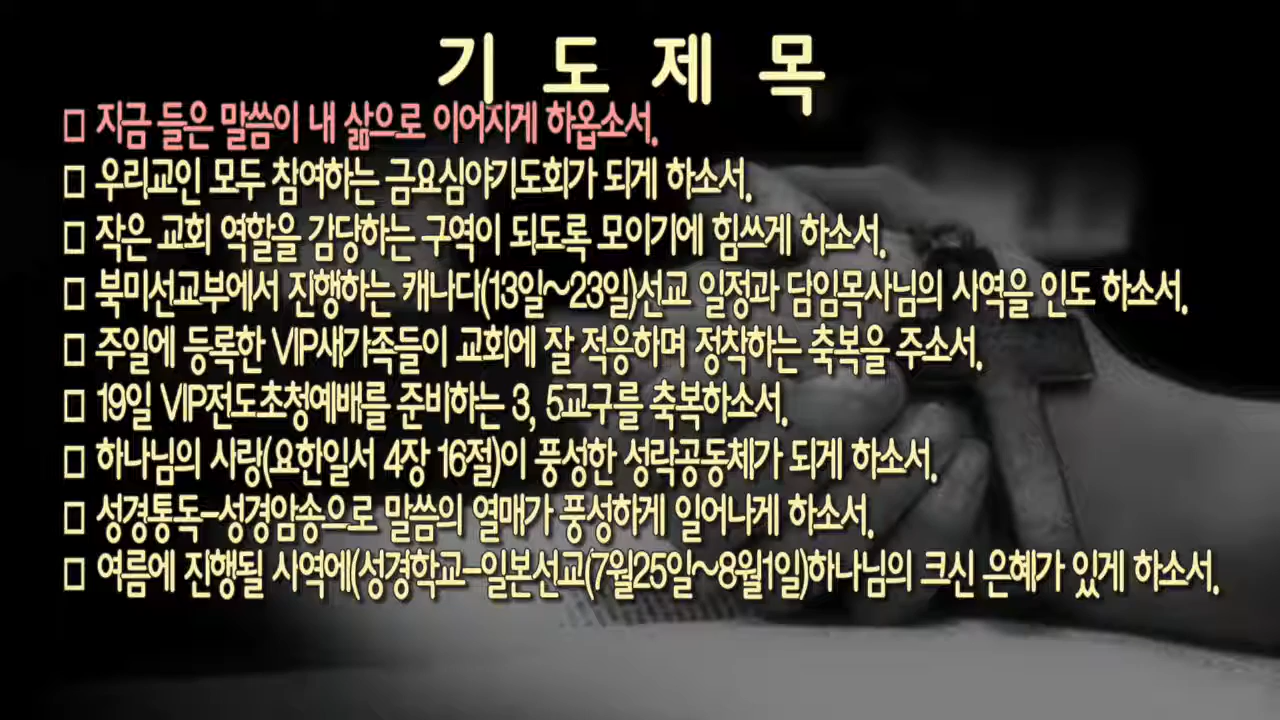 기 도 제 목
□ 지금 들은 말씀이 내 삶으로 이어지게 하옵소서.
□ 우리교인 모두 참여하는 금요심야기도회가 되게 하소서.
□ 작은 교회 역할을 감당하는 구역이 되도록 모이기에 힘쓰게 하소서.
□ 북미선교부에서 진행하는 캐나다(13일~23일)선교 일정과 담임목사님의 사역을 인도 하소서.
□ 주일에 등록한 VIP새가족들이 교회에 잘 적응하며 정착하는 축복을 주소서.
□ 19일 VIP전도초청예배를 준비하는 3, 5교구를 축복하소서.
□ 하나님의 사랑(요한일서 4장 16절)이 풍성한 성락공동체가 되게 하소서.
□ 성경통독-성경암송으로 말씀의 열매가 풍성하게 일어나게 하소서.
□ 여름에 진행될 사역에(성경학교-일본선교(7월25일~8월1일)하나님의 크신 은혜가 있게 하소서.